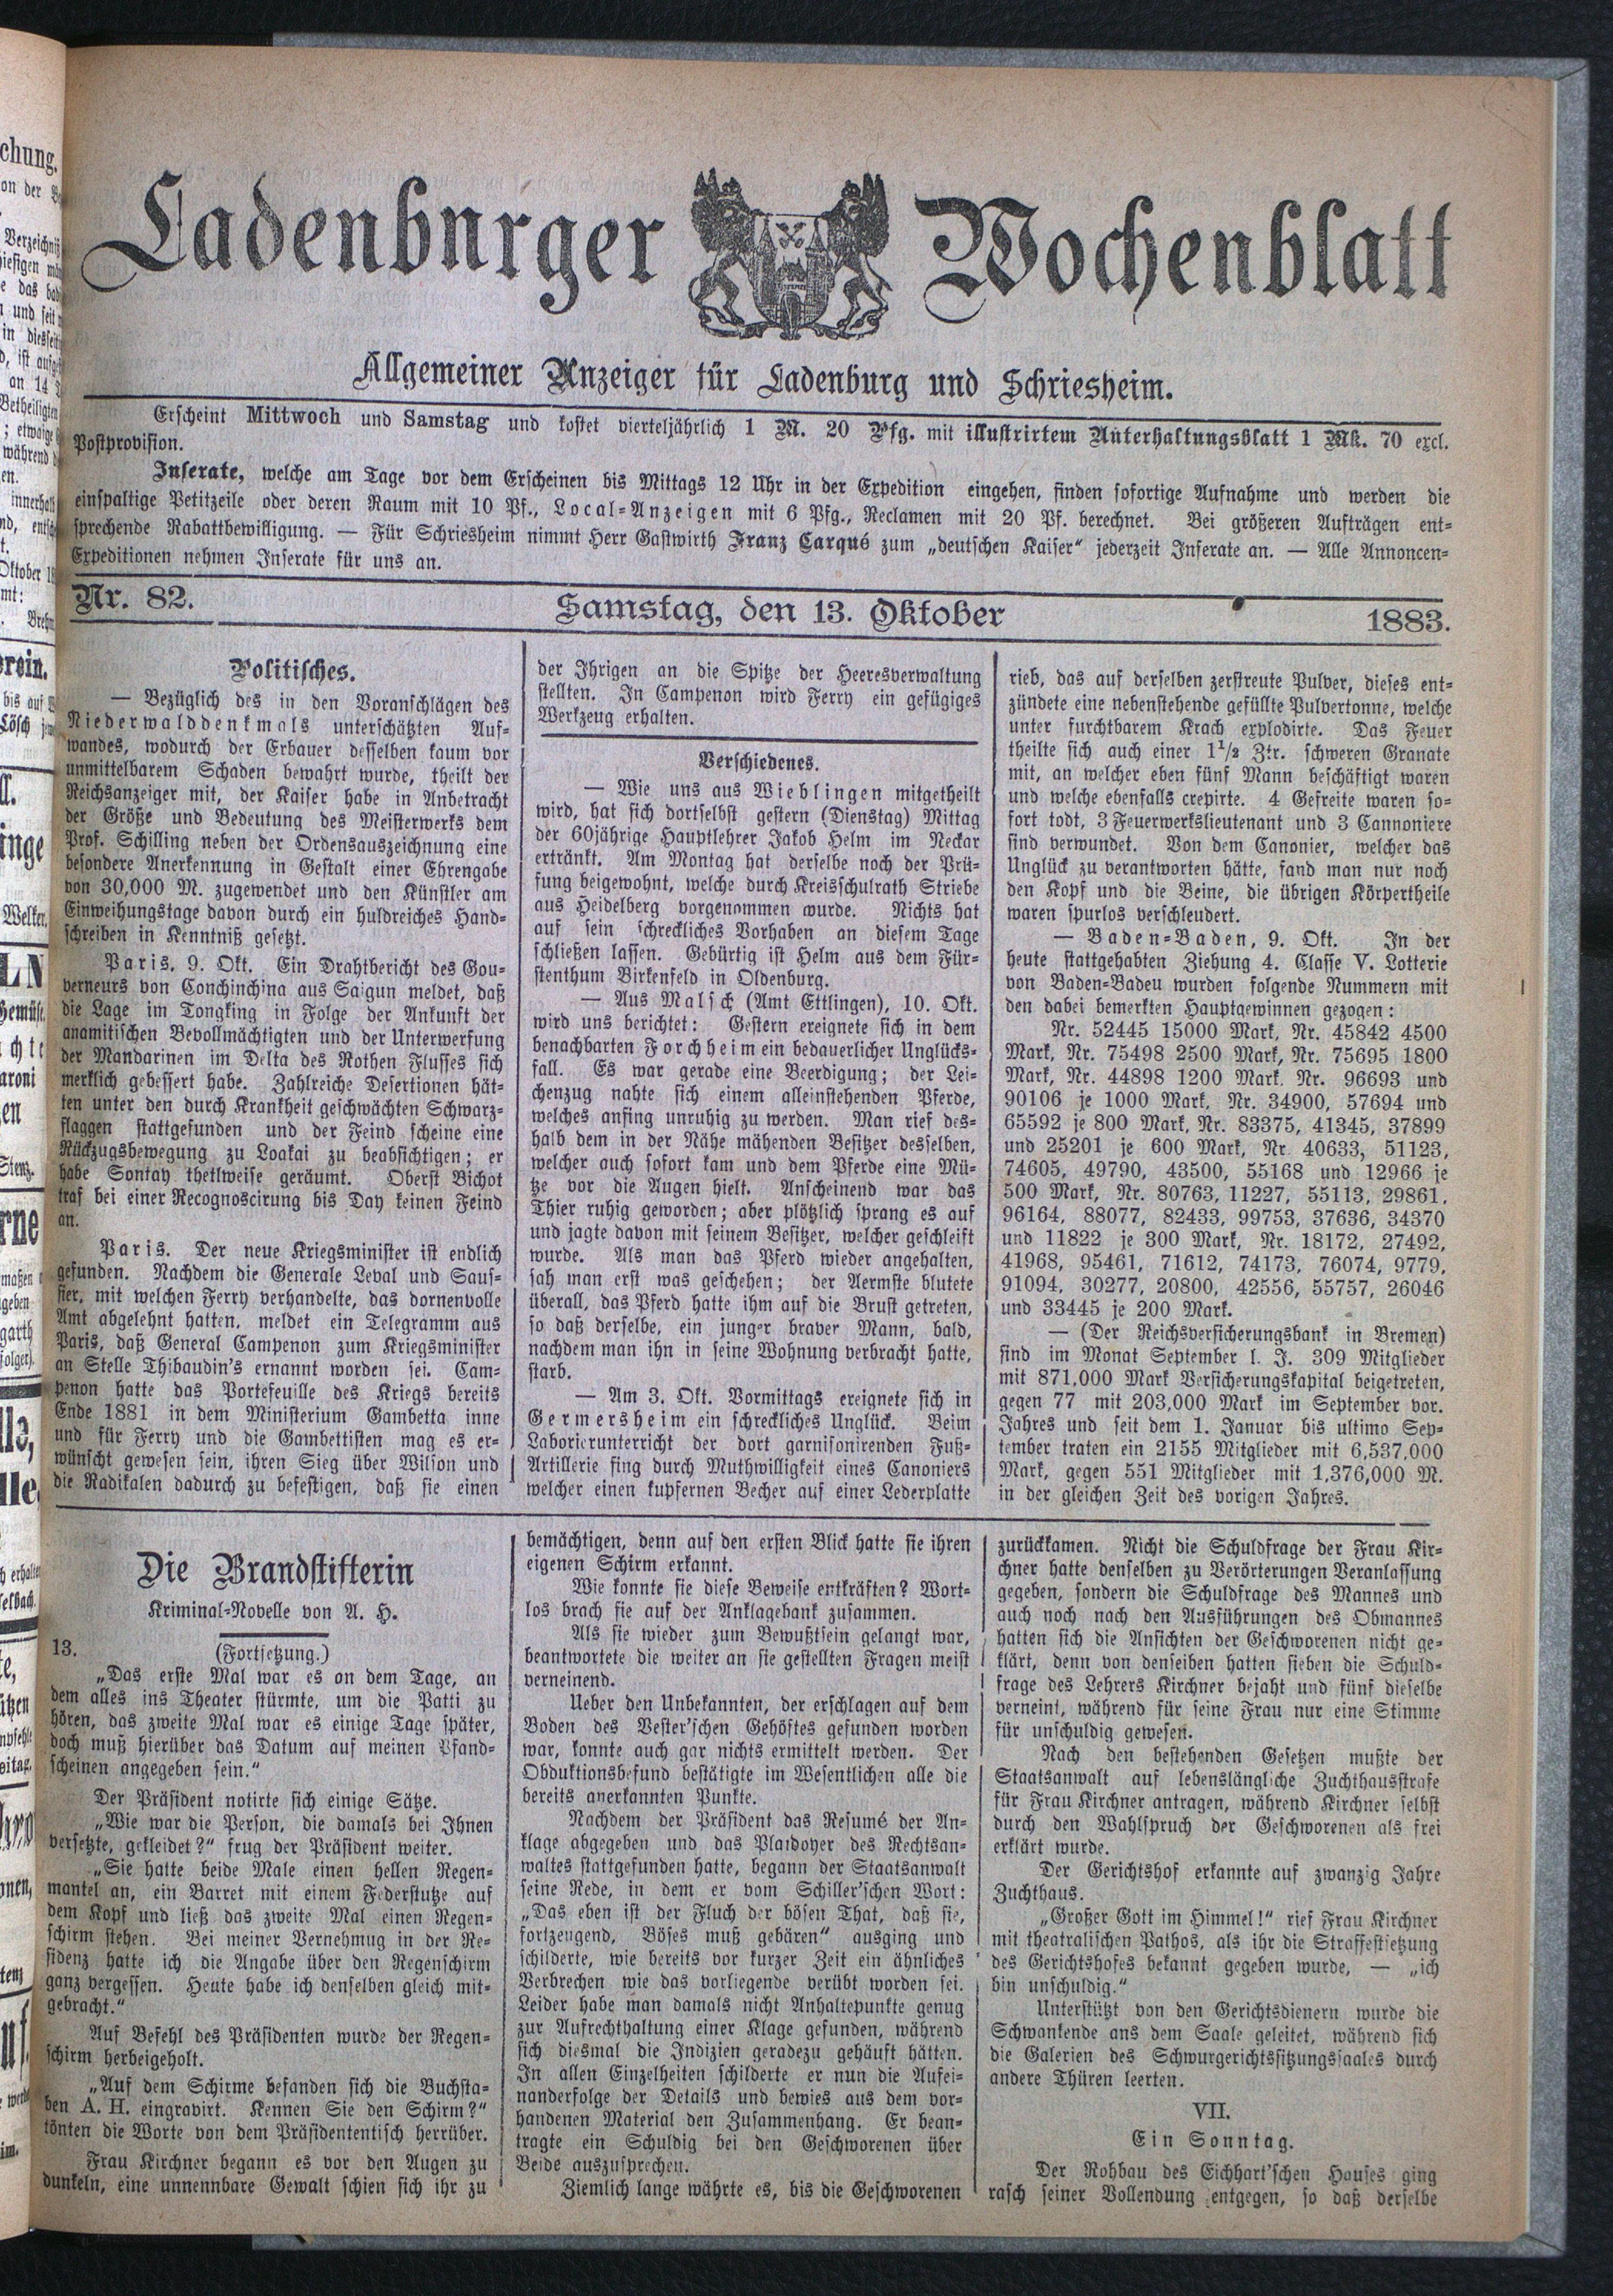 Ladenburger Wochenblatt
Allgemeiner Anzeiger für Ladenburg und Schriesheim.
Erscheint Mittwoch und Samstag und kostet vierteljährlich 1 M. 20 Pfg. mit illustrirtem Unterhaltungsblatt 1 Mk. 70 excl.
Postprovision.
Inserate, welche am Tage vor dem Erscheinen bis Mittags 12 Uhr in der Expedition eingehen, finden sofortige Aufnahme und werden die
einspaltige Petitzeile oder deren Raum mit 10 Pf., Local-Anzeigen mit 6 Pfg., Reclamen mit 20 Pf. berechnet. Bei größeren Aufträgen ent-
sprechende Rabattbewilligung. — Für Schriesheim nimmt Herr Gastwirth Franz Carqué zum „deutschen Kaiser“ jederzeit Inserate an. — Alle Annoncen-
Expeditionen nehmen Inserate für uns an.
Nr. 82.
Samstag, den 13. Oktober
1883.
Politisches.
— Bezüglich des in den Voranschlägen des
Niederwalddenkmals unterschätzten Auf-
wandes, wodurch der Erbauer desselben kaum vor
unmittelbarem Schaden bewahrt wurde, theilt der
Reichsanzeiger mit, der Kaiser habe in Anbetracht
der Größe und Bedeutung des Meisterwerks dem
Prof. Schilling neben der Ordensauszeichnung eine
besondere Anerkennung in Gestalt einer Ehrengabe
von 30,000 M. zugewendet und den Künstler am
Einweihungstage davon durch ein huldreiches Hand-
schreiben in Kenntniß gesetzt.
Paris, 9. Okt. Ein Drahtbericht des Gou-
verneurs von Conchinchina aus Saigun meldet, daß
die Lage im Tongking in Folge der Ankunft der
anamitischen Bevollmächtigten und der Unterwerfung
der Mandarinen im Delta des Rothen Flusses sich
merklich gebessert habe. Zahlreiche Desertionen hät-
ten unter den durch Krankheit geschwächten Schwarz-
flaggen stattgefunden und der Feind scheine eine
Rückzugsbewegung zu Loakai zu beabsichtigen; er
habe Sontay thetlweise geräumt. Oberst Bichot
traf bei einer Recognoscirung bis Day keinen Feind
an.
Paris. Der neue Kriegsminister ist endlich
gefunden. Nachdem die Generale Leval und Saus-
sier, mit welchen Ferry verhandelte, das dornenvolle
Amt abgelehnt hatten, meldet ein Telegramm aus
Paris, daß General Campenon zum Kriegsminister
an Stelle Thibaudin's ernannt worden sei. Cam-
penon hatte das Portefeuille des Kriegs bereits
Ende 1881 in dem Ministerium Gambetta inne
und für Ferry und die Gambettisten mag es er-
wünscht gewesen sein, ihren Sieg über Wilson und
die Radikalen dadurch zu befestigen, daß sie einen
der Ihrigen an die Spitze der Heeresverwaltung
stellten. In Campenon wird Ferry ein gefügiges
Werkzeug erhalten.
Verschiedenes.
— Wie uns aus Wieblingen mitgetheilt
wird, hat sich dortselbst gestern (Dienstag) Mittag
der 60jährige Hauptlehrer Jakob Helm im Neckar
ertränkt. Am Montag hat derselbe noch der Prü-
fung beigewohnt, welche durch Kreisschulrath Striebe
aus Heidelberg vorgenommen wurde. Nichts hat
auf sein schreckliches Vorhaben an diesem Tage
schließen lassen. Gebürtig ist Helm aus dem Für-
stenthum Birkenfeld in Oldenburg.
— Aus Malsch (Amt Ettlingen), 10. Okt.
wird uns berichtet: Gestern ereignete sich in dem
benachbarten Forchheim ein bedauerlicher Unglücks-
fall. Es war gerade eine Beerdigung; der Lei-
chenzug nahte sich einem alleinstehenden Pferde,
welches anfing unruhig zu werden. Man rief des-
halb dem in der Nähe mähenden Besitzer desselben,
welcher auch sofort kam und dem Pferde eine Mü-
tze vor die Augen hielt. Anscheinend war das
Thier ruhig geworden; aber plötzlich sprang es auf
und jagte davon mit seinem Besitzer, welcher geschleift
wurde. Als man das Pferd wieder angehalten,
sah man erst was geschehen; der Aermste blutete
überall, das Pferd hatte ihm auf die Brust getreten,
so daß derselbe, ein junger braver Mann, bald,
nachdem man ihn in seine Wohnung verbracht hatte,
starb.
— Am 3. Okt. Vormittags ereignete sich in
Germersheim ein schreckliches Unglück. Beim
Laborierunterricht der dort garnisonirenden Fuß-
Artillerie fing durch Muthwilligkeit eines Canoniers
welcher einen kupfernen Becher auf einer Lederplatte
rieb, das auf derselben zerstreute Pulver, dieses ent-
zündete eine nebenstehende gefüllte Pulvertonne, welche
unter furchtbarem Krach explodirte. Das Feuer
theilte sich auch einer 1½ Ztr. schweren Granate
mit, an welcher eben fünf Mann beschäftigt waren
und welche ebenfalls crepirte. 4 Gefreite waren so-
fort todt, 3 Feuerwerkslieutenant und 3 Cannoniere
sind verwundet. Von dem Canonier, welcher das
Unglück zu verantworten hätte, fand man nur noch
den Kopf und die Beine, die übrigen Körpertheile
waren spurlos verschleudert.
— Baden-Baden, 9. Okt. In der
heute stattgehabten Ziehung 4. Classe V. Lotterie
von Baden-Badeu wurden folgende Nummern mit
den dabei bemerkten Hauptgewinnen gezogen:
Nr. 52445 15000 Mark, Nr. 45842 4500
Mark, Nr. 75498 2500 Mark, Nr. 75695 1800
Mark, Nr. 44898 1200 Mark. Nr. 96693 und
90106 je 1000 Mark, Nr. 34900, 57694 und
65592 je 800 Mark, Nr. 83375, 41345, 37899
und 25201 je 600 Mark, Nr. 40633, 51123,
74605, 49790, 43500, 55168 und 12966 je
500 Mark, Nr. 80763, 11227, 55113, 29861.
96164, 88077, 82433, 99753, 37636, 34370
und 11822 je 300 Mark, Nr. 18172, 27492,
41968, 95461, 71612, 74173, 76074, 9779,
91094, 30277, 20800, 42556, 55757, 26046
und 33445 je 200 Mark.
— (Der Reichsversicherungsbank in Bremen)
sind im Monat September l. J. 309 Mitglieder
mit 871,000 Mark Versicherungskapital beigetreten,
gegen 77 mit 203,000 Mark im September vor.
Jahres und seit dem 1. Januar bis ultimo Sep-
tember traten ein 2155 Mitglieder mit 6,537,000
Mark, gegen 551 Mitglieder mit 1,376,000 M.
in der gleichen Zeit des vorigen Jahres.
Die Brandstifterin
Kriminal-Novelle von A. H.
13. (Fortsetzung.)
„Das erste Mal war es an dem Tage, an
dem alles ins Theater stürmte, um die Patti zu
hören, das zweite Mal war es einige Tage später,
doch muß hierüber das Datum auf meinen Pfand-
scheinen angegeben sein.“
Der Präsident notirte sich einige Sätze.
„Wie war die Person, die damals bei Ihnen
versetzte, gekleidet?“ frug der Präsident weiter.
„Sie hatte beide Male einen hellen Regen-
mantel an, ein Barret mit einem Federstutze auf
dem Kopf und ließ das zweite Mal einen Regen-
schirm stehen. Bei meiner Vernehmug in der Re-
sidenz hatte ich die Angabe über den Regenschirm
ganz vergessen. Heute habe ich denselben gleich mit-
gebracht.“
Auf Befehl des Präsidenten wurde der Regen-
schirm herbeigeholt.
„Auf dem Schirme befanden sich die Buchsta-
ben A. H. eingravirt. Kennen Sie den Schirm?“
tönten die Worte von dem Präsidententisch herrüber.
Frau Kirchner begann es vor den Augen zu
dunkeln, eine unnennbare Gewalt schien sich ihr zu
bemächtigen, denn auf den ersten Blick hatte sie ihren
eigenen Schirm erkannt.
Wie konnte sie diese Beweise entkräften? Wort-
los brach sie auf der Anklagebank zusammen.
Als sie wieder zum Bewußtsein gelangt war,
beantwortete die weiter an sie gestellten Fragen meist
verneinend.
Ueber den Unbekannten, der erschlagen auf dem
Boden des Vester'schen Gehöftes gefunden worden
war, konnte auch gar nichts ermittelt werden. Der
Obduktionsbefund bestätigte im Wesentlichen alle die
bereits anerkannten Punkte.
Nachdem der Präsident das Resumé der An-
klage abgegeben und das Plaidoyer des Rechtsan-
waltes stattgefunden hatte, begann der Staatsanwalt
seine Rede, in dem er vom Schiller'schen Wort:
„Das eben ist der Fluch der bösen That, daß sie,
fortzeugend, Böses muß gebären“ ausging und
schilderte, wie bereits vor kurzer Zeit ein ähnliches
Verbrechen wie das vorliegende verübt worden sei.
Leider habe man damals nicht Anhaltepunkte genug
zur Aufrechthaltung einer Klage gefunden, während
sich diesmal die Indizien geradezu gehäuft hätten.
In allen Einzelheiten schilderte er nun die Aufei-
nanderfolge der Details und bewies aus dem vor-
handenen Material den Zusammenhang. Er bean-
tragte ein Schuldig bei den Geschworenen über
Beide auszusprechen.
Ziemlich lange währte es, bis die Geschworenen
zurückkamen. Nicht die Schuldfrage der Frau Kir-
chner hatte denselben zu Verörterungen Veranlassung
gegeben, sondern die Schuldfrage des Mannes und
auch noch nach den Ausführungen des Obmannes
hatten sich die Ansichten der Geschworenen nicht ge-
klärt, denn von denselben hatten sieben die Schuld-
frage des Lehrers Kirchner bejaht und fünf dieselbe
verneint, während für seine Frau nur eine Stimme
für unschuldig gewesen.
Nach den bestehenden Gesetzen mußte der
Staatsanwalt auf lebenslängliche Zuchthausstrafe
für Frau Kirchner antragen, während Kirchner selbst
durch den Wahlspruch der Geschworenen als frei
erklärt wurde.
Der Gerichtshof erkannte auf zwanzig Jahre
Zuchthaus.
„Großer Gott im Himmel!“ rief Frau Kirchner
mit theatralischen Pathos, als ihr die Straffestsetzung
des Gerichtshofes bekannt gegeben wurde, — „ich
bin unschuldig.“
Unterstützt von den Gerichtsdienern wurde die
Schwankende ans dem Saale geleitet, während sich
die Galerien des Schwurgerichtssitzungssaales durch
andere Thüren leerten.
VII.
Ein Sonntag.
Der Rohbau des Eichhart'schen Hauses ging
rasch seiner Vollendung entgegen, so daß derselbe